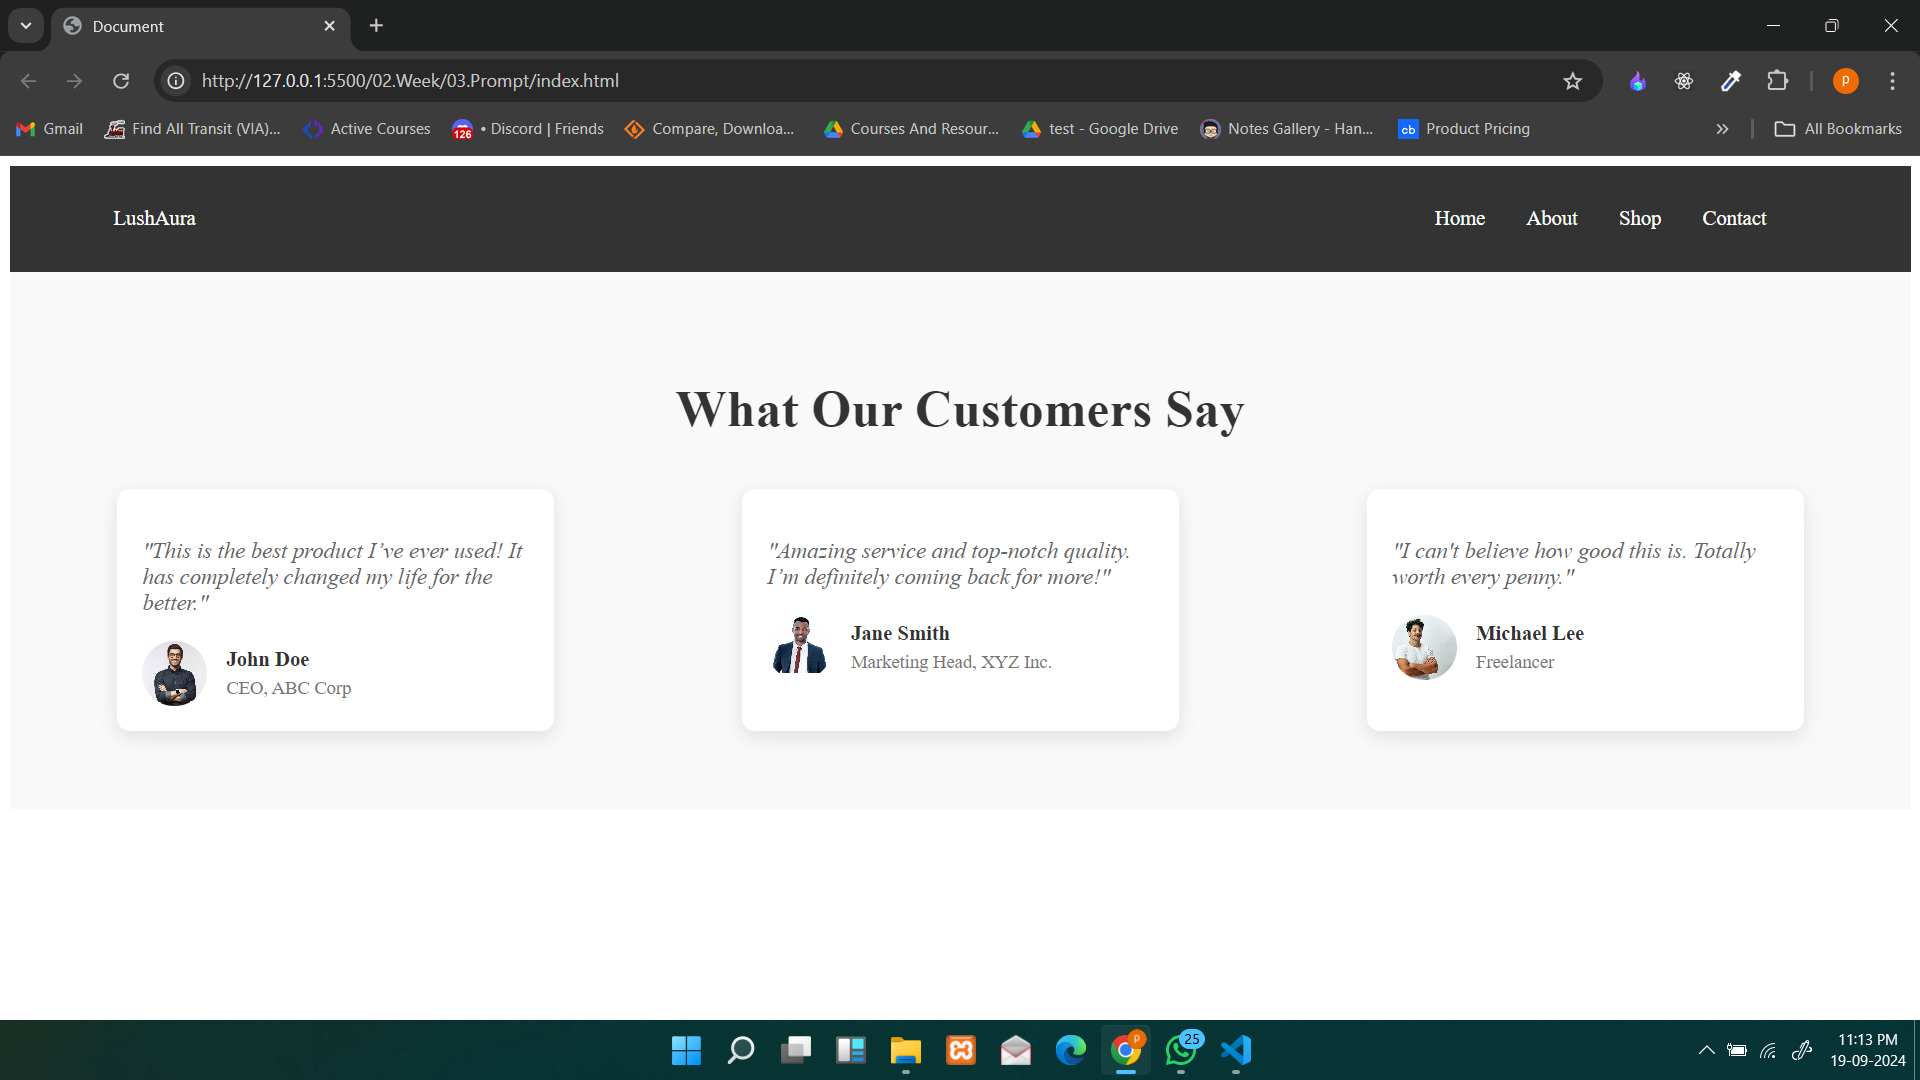 Document
http://127.0.0.1:5500/02.Week/03.Prompt/index.html
P
Gmail
Find All Transit (VIA)...
Active Courses
126
• Discord | Friends
Compare, Downloa...
Courses And Resour...
test - Google Drive
Notes Gallery - Han...
cb
Product Pricing
All Bookmarks
LushAura
Home
About
Shop
Contact
What Our Customers Say
"This is the best product I’ve ever used! It
has completely changed my life for the
better."
John Doe
CEO, ABC Corp
"Amazing service and top-notch quality.
I’m definitely coming back for more!"
Jane Smith
Marketing Head, XYZ Inc.
"I can't believe how good this is. Totally
worth every penny."
Michael Lee
Freelancer
P
25
11:13 PM
19-09-2024